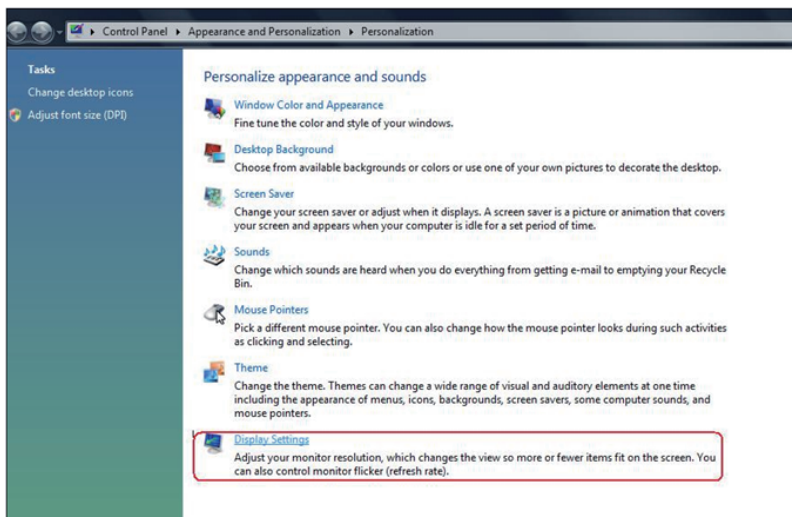 Control Panel ▸ Appearance and Personalization ▸ Personalization
Tasks
Change desktop icons
Adjust font size (DPI)
Personalize appearance and sounds
Window Color and Appearance
Fine tune the color and style of your windows.
Desktop Background
Choose from available backgrounds or colors or use one of your own pictures to decorate the desktop.
Screen Saver
Change your screen saver or adjust when it displays. A screen saver is a picture or animation that covers
your screen and appears when your computer is idle for a set period of time.
Sounds
Change which sounds are heard when you do everything from getting e-mail to emptying your Recycle
Bin.
Mouse Pointers
Pick a different mouse pointer. You can also change how the mouse pointer looks during such activities
as clicking and selecting.
Theme
Change the theme. Themes can change a wide range of visual and auditory elements at one time
including the appearance of menus, icons, backgrounds, screen savers, some computer sounds, and
mouse pointers.
Display Settings
Adjust your monitor resolution, which changes the view so more or fewer items fit on the screen. You
can also control monitor flicker (refresh rate).